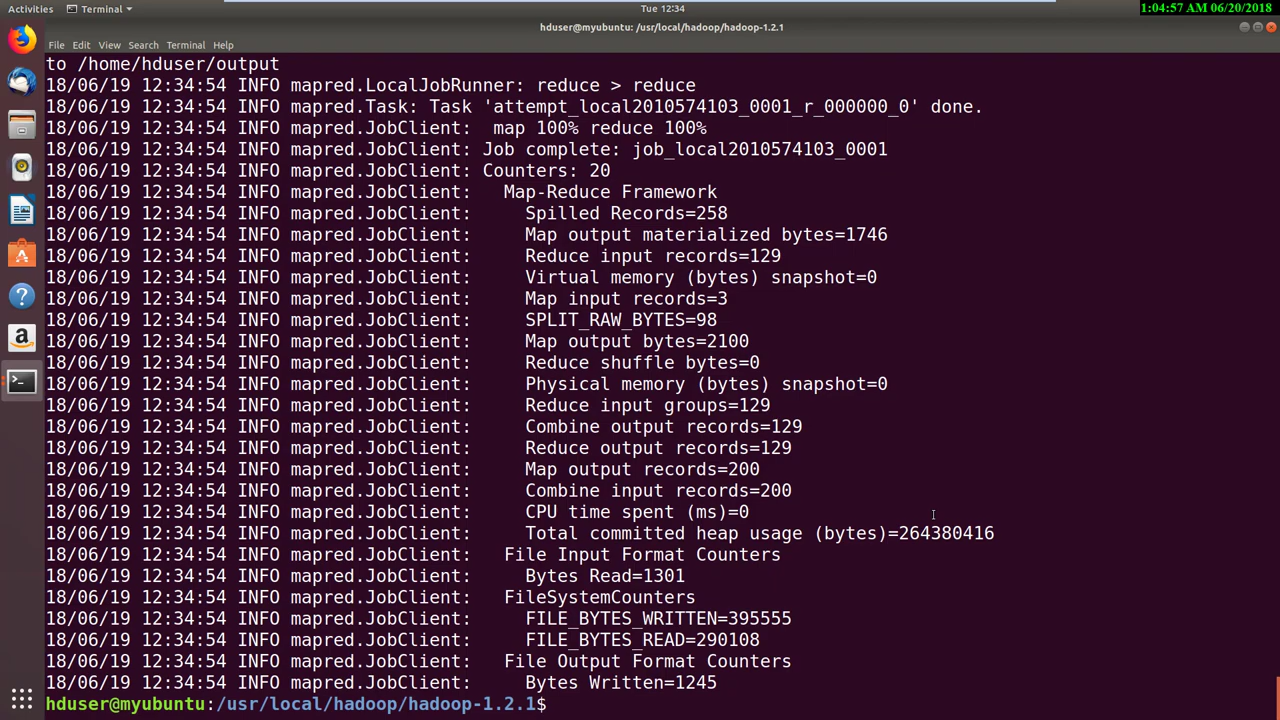 Activities Terminal Tue 12:34 1:04:57 AM 06/20/2018
hduser@myubuntu: /usr/local/hadoop/hadoop-1.2.1
File Edit View Search Terminal Help
to /home/hduser/output
18/06/19 12:34:54 INFO mapred.LocalJobRunner: reduce > reduce
18/06/19 12:34:54 INFO mapred.Task: Task 'attempt_local2010574103_0001_r_000000_0' done.
18/06/19 12:34:54 INFO mapred.JobClient:  map 100% reduce 100%
18/06/19 12:34:54 INFO mapred.JobClient: Job complete: job_local2010574103_0001
18/06/19 12:34:54 INFO mapred.JobClient: Counters: 20
18/06/19 12:34:54 INFO mapred.JobClient:   Map-Reduce Framework
18/06/19 12:34:54 INFO mapred.JobClient:     Spilled Records=258
18/06/19 12:34:54 INFO mapred.JobClient:     Map output materialized bytes=1746
18/06/19 12:34:54 INFO mapred.JobClient:     Reduce input records=129
18/06/19 12:34:54 INFO mapred.JobClient:     Virtual memory (bytes) snapshot=0
18/06/19 12:34:54 INFO mapred.JobClient:     Map input records=3
18/06/19 12:34:54 INFO mapred.JobClient:     SPLIT_RAW_BYTES=98
18/06/19 12:34:54 INFO mapred.JobClient:     Map output bytes=2100
18/06/19 12:34:54 INFO mapred.JobClient:     Reduce shuffle bytes=0
18/06/19 12:34:54 INFO mapred.JobClient:     Physical memory (bytes) snapshot=0
18/06/19 12:34:54 INFO mapred.JobClient:     Reduce input groups=129
18/06/19 12:34:54 INFO mapred.JobClient:     Combine output records=129
18/06/19 12:34:54 INFO mapred.JobClient:     Reduce output records=129
18/06/19 12:34:54 INFO mapred.JobClient:     Map output records=200
18/06/19 12:34:54 INFO mapred.JobClient:     Combine input records=200
18/06/19 12:34:54 INFO mapred.JobClient:     CPU time spent (ms)=0
18/06/19 12:34:54 INFO mapred.JobClient:     Total committed heap usage (bytes)=264380416
18/06/19 12:34:54 INFO mapred.JobClient:   File Input Format Counters
18/06/19 12:34:54 INFO mapred.JobClient:     Bytes Read=1301
18/06/19 12:34:54 INFO mapred.JobClient:   FileSystemCounters
18/06/19 12:34:54 INFO mapred.JobClient:     FILE_BYTES_WRITTEN=395555
18/06/19 12:34:54 INFO mapred.JobClient:     FILE_BYTES_READ=290108
18/06/19 12:34:54 INFO mapred.JobClient:   File Output Format Counters
18/06/19 12:34:54 INFO mapred.JobClient:     Bytes Written=1245
hduser@myubuntu:/usr/local/hadoop/hadoop-1.2.1$